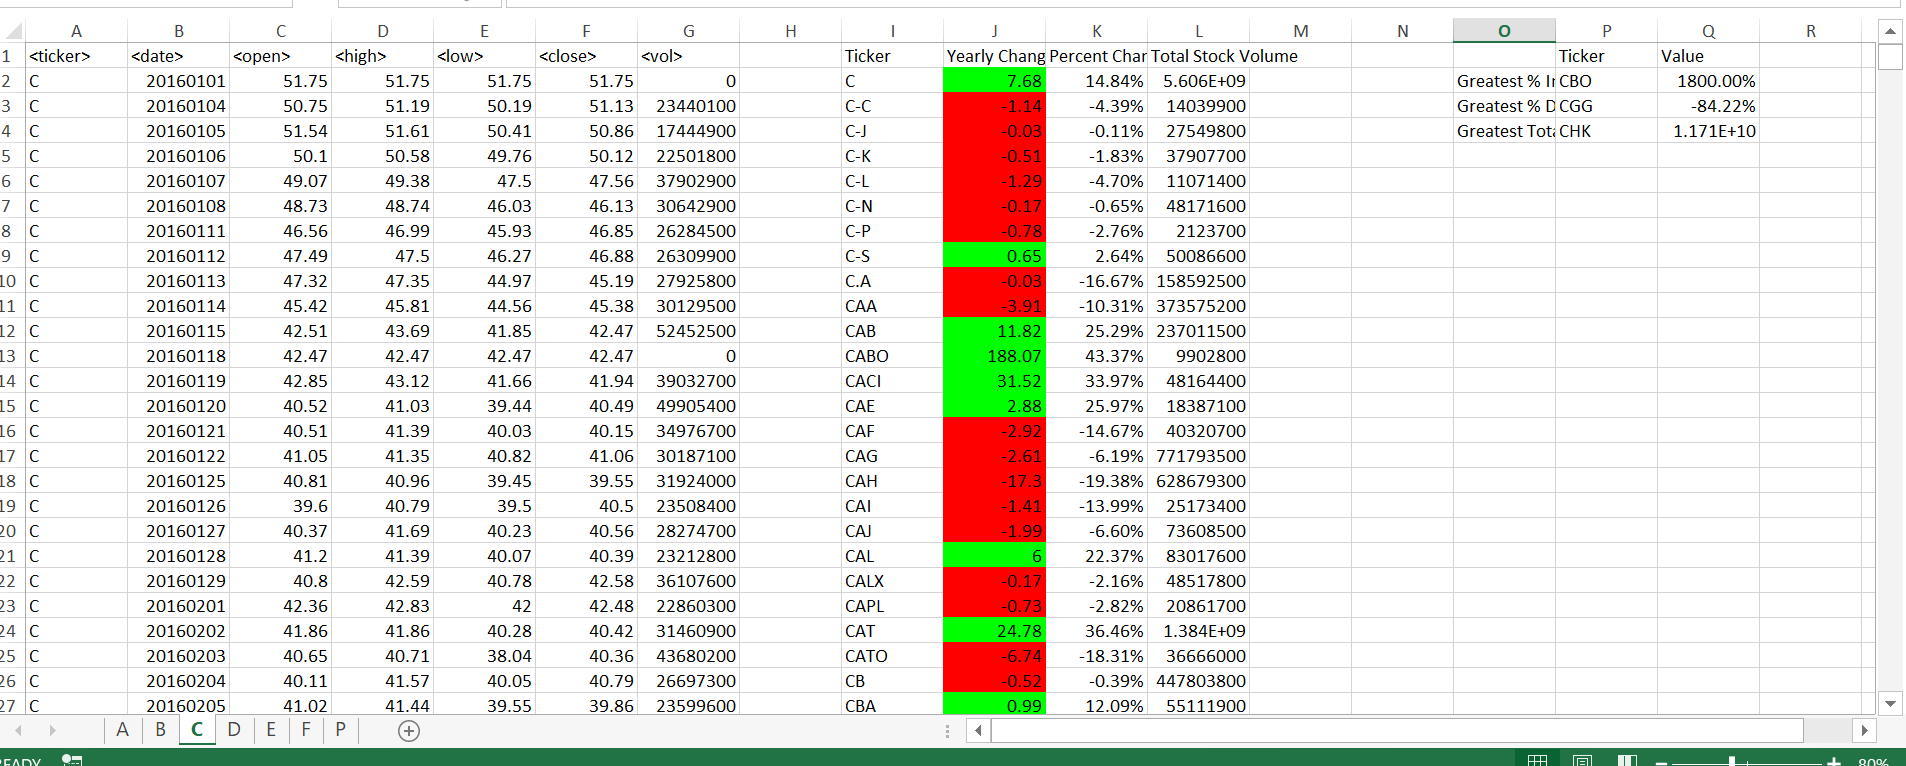 A B C D E F G H I J K L M N O P Q R
1 <ticker> <date> <open> <high> <low> <close> <vol> Ticker Yearly Chang Percent Char Total Stock Volume Ticker Value
2 C 20160101 51.75 51.75 51.75 51.75 0 C 7.68 14.84% 5.606E+09 Greatest % I CBO 1800.00%
3 C 20160104 50.75 51.19 50.19 51.13 23440100 C-C -1.14 -4.39% 14039900 Greatest % D CGG -84.22%
4 C 20160105 51.54 51.61 50.41 50.86 17444900 C-J -0.03 -0.11% 27549800 Greatest Tota CHK 1.171E+10
5 C 20160106 50.1 50.58 49.76 50.12 22501800 C-K -0.51 -1.83% 37907700
6 C 20160107 49.07 49.38 47.5 47.56 37902900 C-L -1.29 -4.70% 11071400
7 C 20160108 48.73 48.74 46.03 46.13 30642900 C-N -0.17 -0.65% 48171600
8 C 20160111 46.56 46.99 45.93 46.85 26284500 C-P -0.78 -2.76% 2123700
9 C 20160112 47.49 47.5 46.27 46.88 26309900 C-S 0.65 2.64% 50086600
10 C 20160113 47.32 47.35 44.97 45.19 27925800 C.A -0.03 -16.67% 158592500
11 C 20160114 45.42 45.81 44.56 45.38 30129500 CAA -3.91 -10.31% 373575200
12 C 20160115 42.51 43.69 41.85 42.47 52452500 CAB 11.82 25.29% 237011500
13 C 20160118 42.47 42.47 42.47 42.47 0 CABO 188.07 43.37% 9902800
14 C 20160119 42.85 43.12 41.66 41.94 39032700 CACI 31.52 33.97% 48164400
15 C 20160120 40.52 41.03 39.44 40.49 49905400 CAE 2.88 25.97% 18387100
16 C 20160121 40.51 41.39 40.03 40.15 34976700 CAF -2.92 -14.67% 40320700
17 C 20160122 41.05 41.35 40.82 41.06 30187100 CAG -2.61 -6.19% 771793500
18 C 20160125 40.81 40.96 39.45 39.55 31924000 CAH -17.3 -19.38% 628679300
19 C 20160126 39.6 40.79 39.5 40.5 23508400 CAI -1.41 -13.99% 25173400
20 C 20160127 40.37 41.69 40.23 40.56 28274700 CAJ -1.99 -6.60% 73608500
21 C 20160128 41.2 41.39 40.07 40.39 23212800 CAL 6 22.37% 83017600
22 C 20160129 40.8 42.59 40.78 42.58 36107600 CALX -0.17 -2.16% 48517800
23 C 20160201 42.36 42.83 42 42.48 22860300 CAPL -0.73 -2.82% 20861700
24 C 20160202 41.86 41.86 40.28 40.42 31460900 CAT 24.78 36.46% 1.384E+09
25 C 20160203 40.65 40.71 38.04 40.36 43680200 CATO -6.74 -18.31% 36666000
26 C 20160204 40.11 41.57 40.05 40.79 26697300 CB -0.52 -0.39% 447803800
27 C 20160205 41.02 41.44 39.55 39.86 23599600 CBA 0.99 12.09% 55111900
A B C D E F P
READY 80%